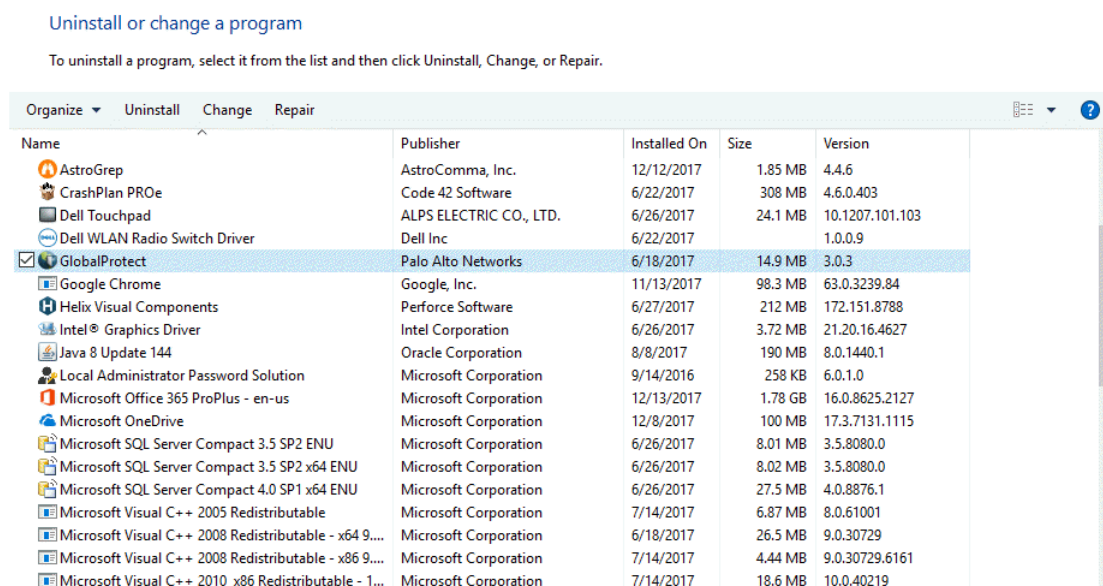 Uninstall or change a program
To uninstall a program, select it from the list and then click Uninstall, Change, or Repair.
Organize Uninstall Change Repair ?
Name Publisher Installed On Size Version
AstroGrep AstroComma, Inc. 12/12/2017 1.85 MB 4.4.6
CrashPlan PROe Code 42 Software 6/22/2017 308 MB 4.6.0.403
Dell Touchpad ALPS ELECTRIC CO., LTD. 6/26/2017 24.1 MB 10.1207.101.103
Dell WLAN Radio Switch Driver Dell Inc 6/22/2017 1.0.0.9
GlobalProtect Palo Alto Networks 6/18/2017 14.9 MB 3.0.3
Google Chrome Google, Inc. 11/13/2017 98.3 MB 63.0.3239.84
Helix Visual Components Perforce Software 6/27/2017 212 MB 172.151.8788
Intel® Graphics Driver Intel Corporation 6/26/2017 3.72 MB 21.20.16.4627
Java 8 Update 144 Oracle Corporation 8/8/2017 190 MB 8.0.1440.1
Local Administrator Password Solution Microsoft Corporation 9/14/2016 258 KB 6.0.1.0
Microsoft Office 365 ProPlus - en-us Microsoft Corporation 12/13/2017 1.78 GB 16.0.8625.2127
Microsoft OneDrive Microsoft Corporation 12/8/2017 100 MB 17.3.7131.1115
Microsoft SQL Server Compact 3.5 SP2 ENU Microsoft Corporation 6/26/2017 8.01 MB 3.5.8080.0
Microsoft SQL Server Compact 3.5 SP2 x64 ENU Microsoft Corporation 6/26/2017 8.02 MB 3.5.8080.0
Microsoft SQL Server Compact 4.0 SP1 x64 ENU Microsoft Corporation 6/26/2017 27.5 MB 4.0.8876.1
Microsoft Visual C++ 2005 Redistributable Microsoft Corporation 7/14/2017 6.87 MB 8.0.61001
Microsoft Visual C++ 2008 Redistributable - x64 9.... Microsoft Corporation 6/18/2017 26.5 MB 9.0.30729
Microsoft Visual C++ 2008 Redistributable - x86 9.... Microsoft Corporation 7/14/2017 4.44 MB 9.0.30729.6161
Microsoft Visual C++ 2010 x86 Redistributable - 1... Microsoft Corporation 7/14/2017 18.6 MB 10.0.40219